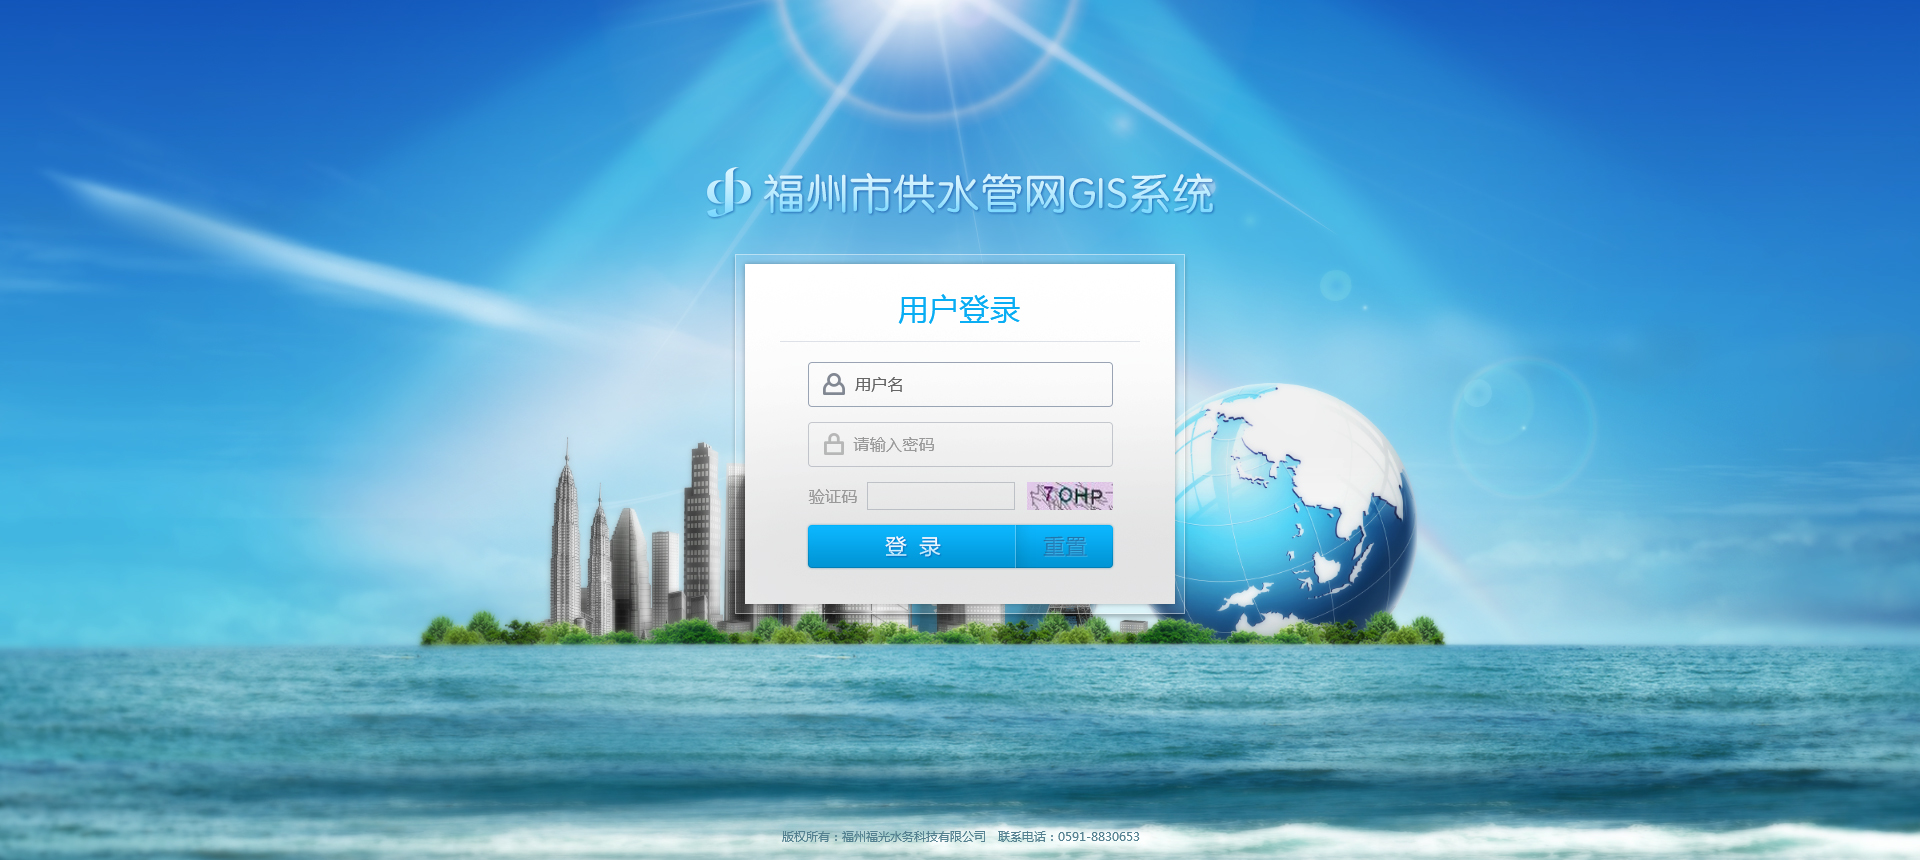 福州市供水管网GIS系统
用户登录
用户名
请输入密码
验证码 7OHP
登 录 重置
版权所有：福州福光水务科技有限公司 联系电话：0591-8830653